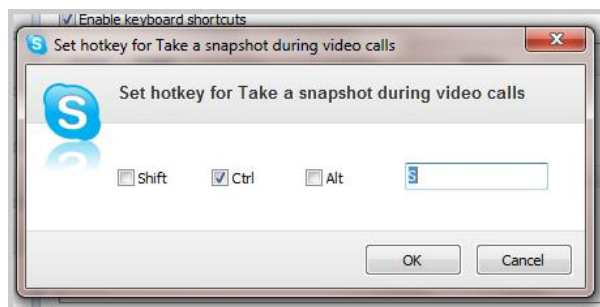 Enable keyboard shortcuts
Set hotkey for Take a snapshot during video calls
Set hotkey for Take a snapshot during video calls
Shift Ctrl Alt S
OK Cancel